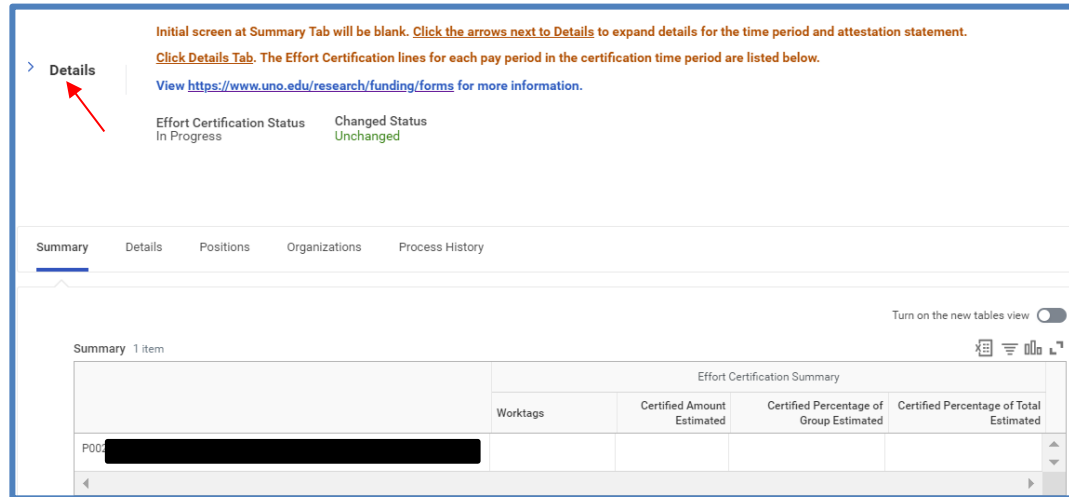 Initial screen at Summary Tab will be blank. Click the arrows next to Details to expand details for the time period and attestation statement.
Details
Click Details Tab. The Effort Certification lines for each pay period in the certification time period are listed below.
View https://www.uno.edu/research/funding/forms for more information.
Effort Certification Status Changed Status
In Progress Unchanged
Summary Details Positions Organizations Process History
Turn on the new tables view
Summary 1 item
Effort Certification Summary
Worktags Certified Amount Estimated Certified Percentage of Group Estimated Certified Percentage of Total Estimated
P002